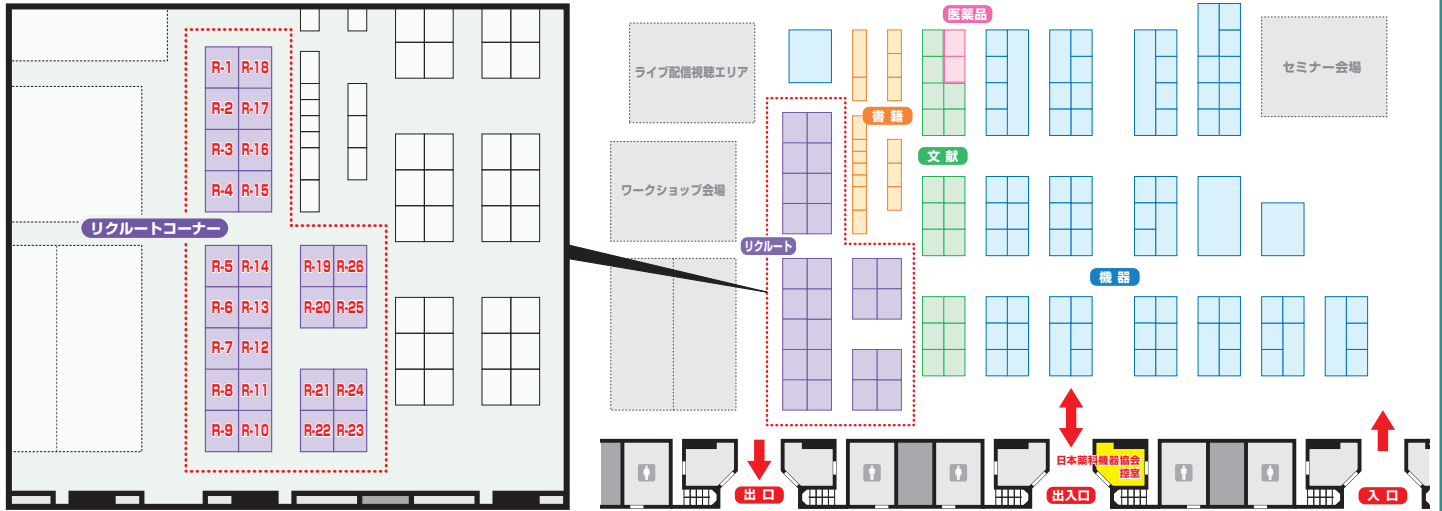 R-1 R-18
R-2 R-17
R-3 R-16
R-4 R-15
リクルートコーナー
R-5 R-14
R-6 R-13
R-7 R-12
R-8 R-11
R-9 R-10
R-19 R-26
R-20 R-25
R-21 R-24
R-22 R-23
医薬品
ライブ配信視聴エリア
セミナー会場
書籍
文献
ワークショップ会場
リクルート
機器
日本薬科機器協会
控室
出口
出入口
入口